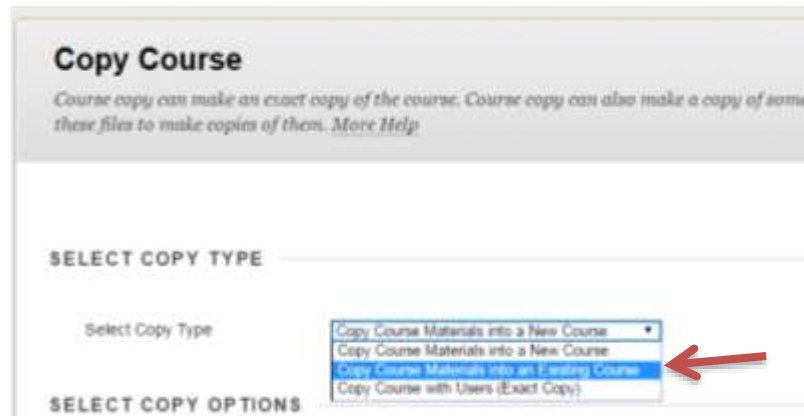 Copy Course
Course copy can make an exact copy of the course. Course copy can also make a copy of some
these files to make copies of them. More Help
SELECT COPY TYPE
Select Copy Type
Copy Course Materials into a New Course
Copy Course Materials into a New Course
Copy Course Materials into an Existing Course
Copy Course with Users (Exact Copy)
SELECT COPY OPTIONS